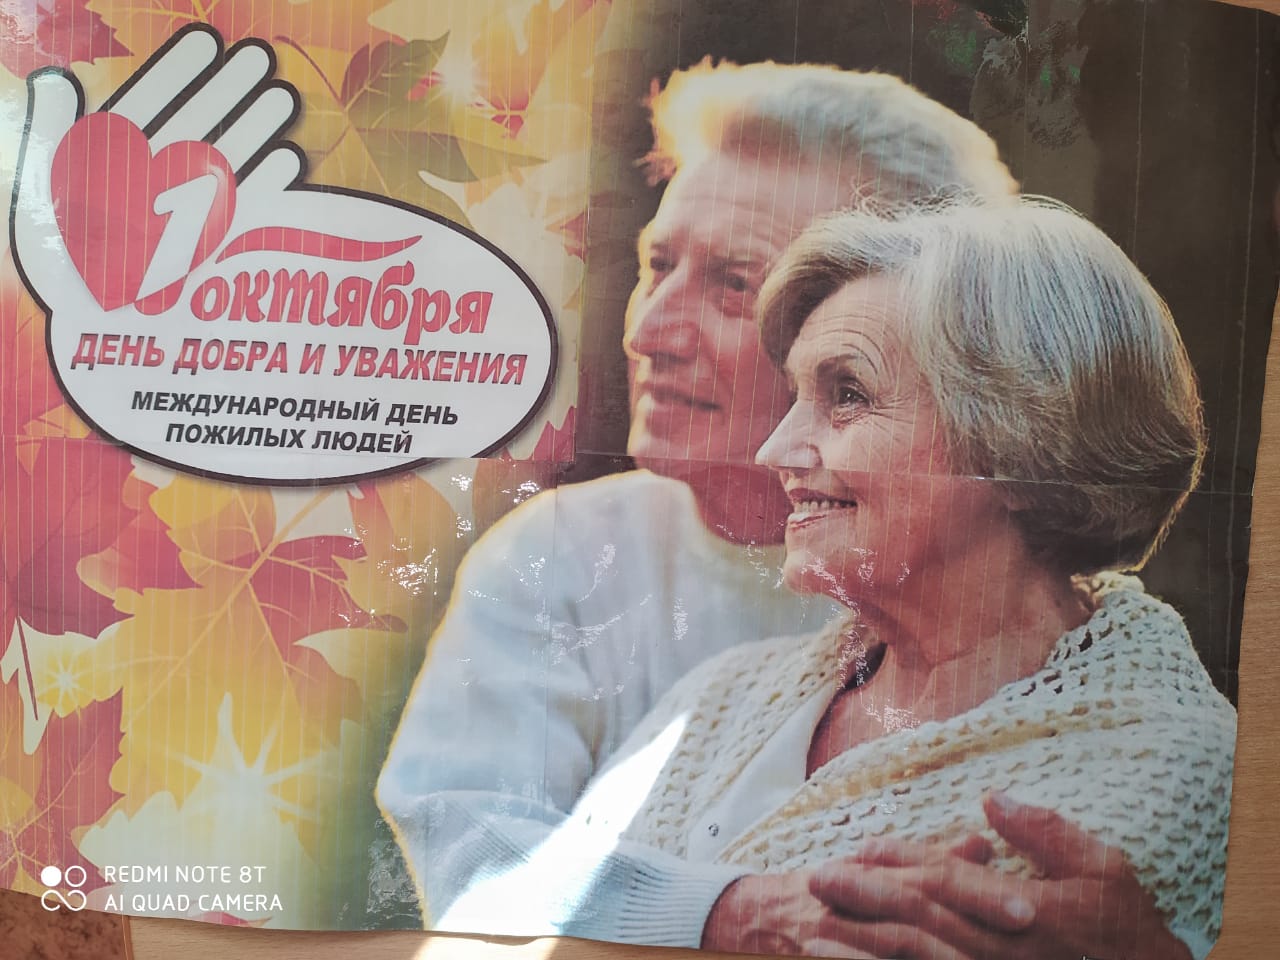 1 октября
ДЕНЬ ДОБРА И УВАЖЕНИЯ
МЕЖДУНАРОДНЫЙ ДЕНЬ
ПОЖИЛЫХ ЛЮДЕЙ
REDMI NOTE 8T
AI QUAD CAMERA